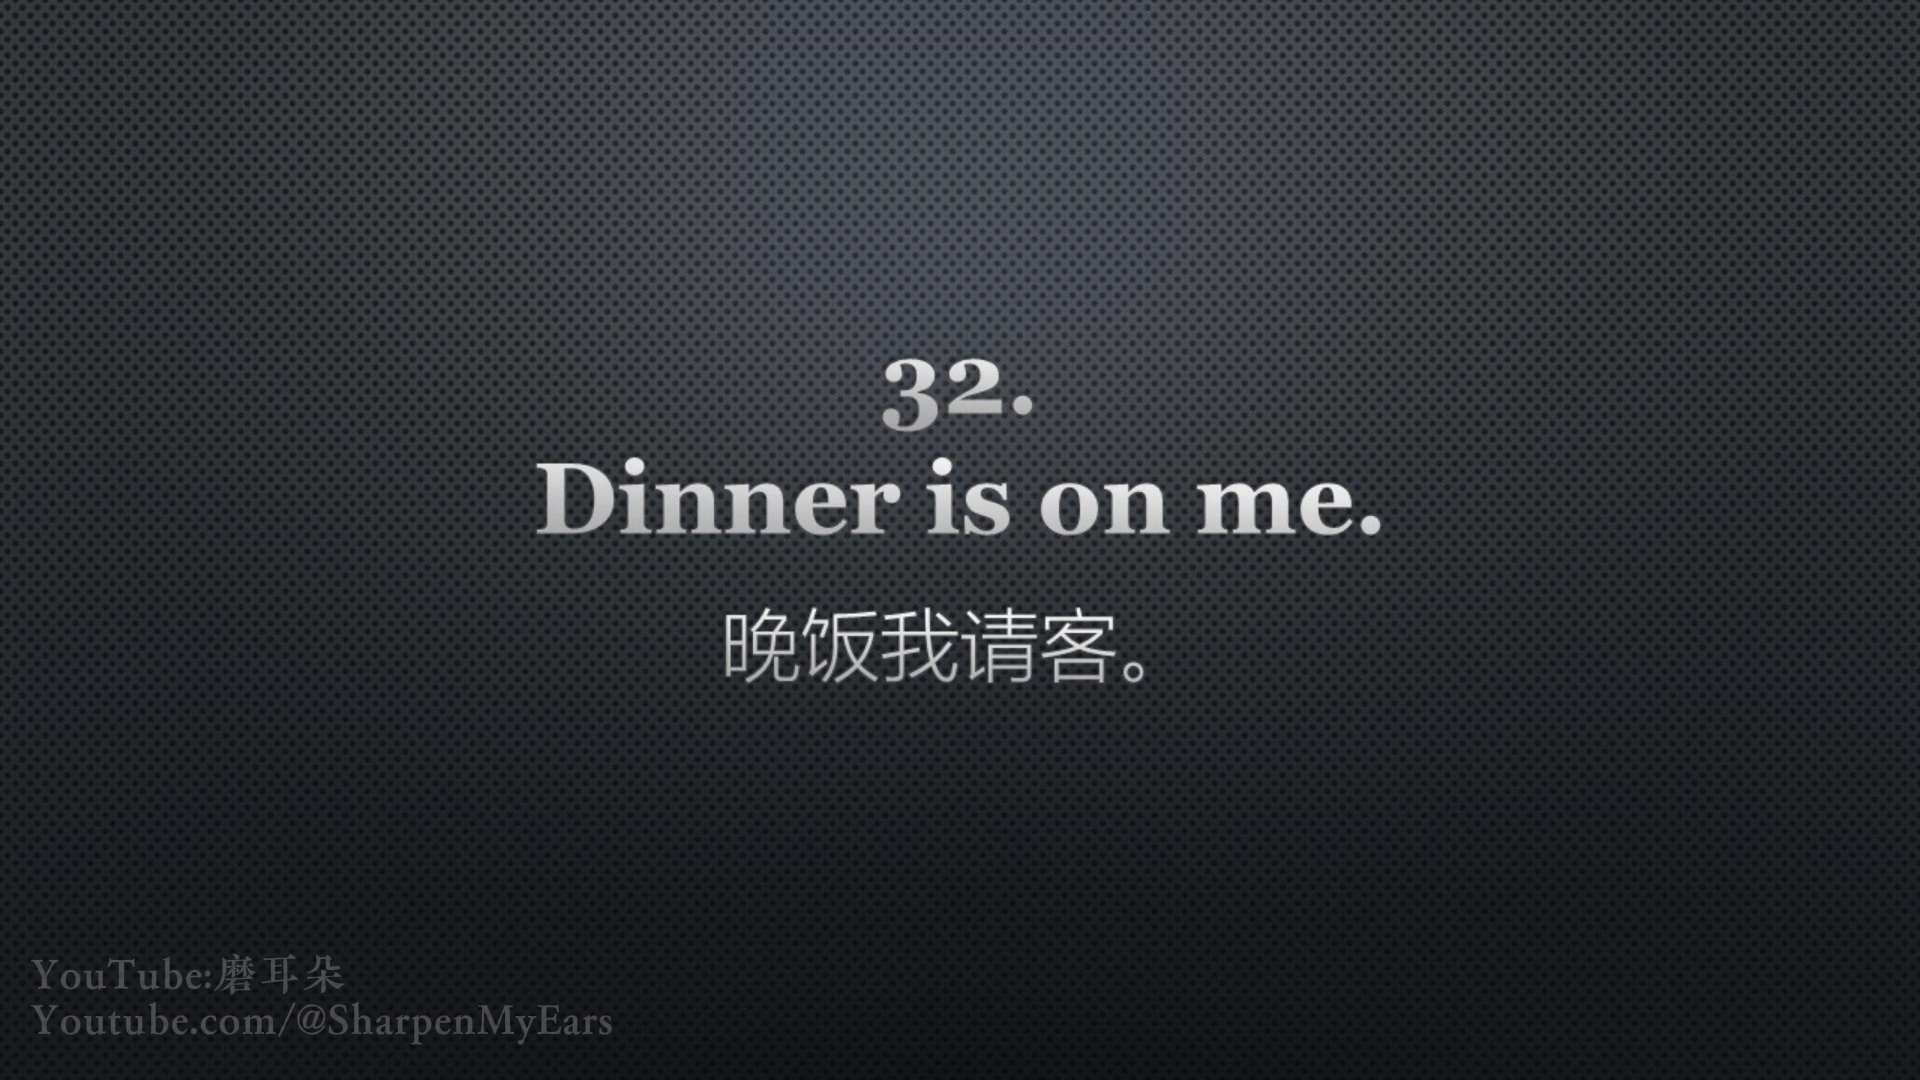 32.
Dinner is on me.
晚饭我请客。
YouTube:磨耳朵
Youtube.com/@SharpenMyEars